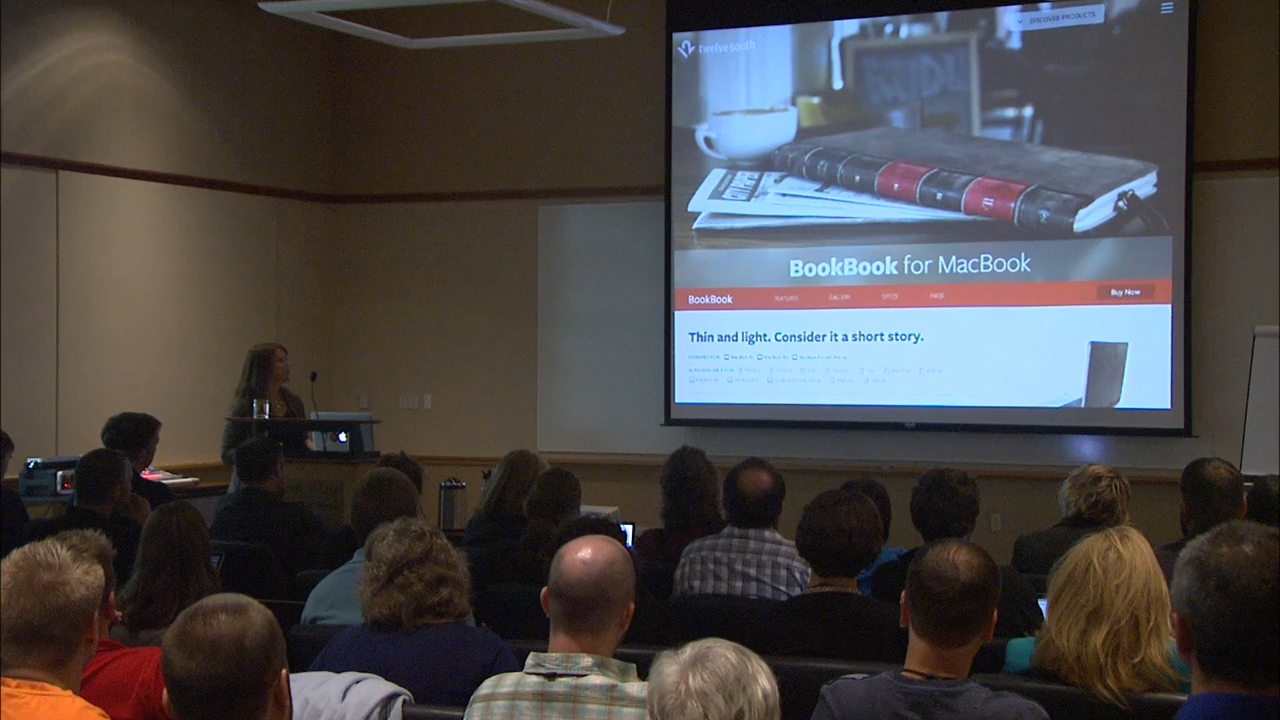 DISCOVER PRODUCTS
twelve south
BookBook for MacBook
BookBook FEATURES GALLERY SPECS FAQS Buy Now
Thin and light. Consider it a short story.